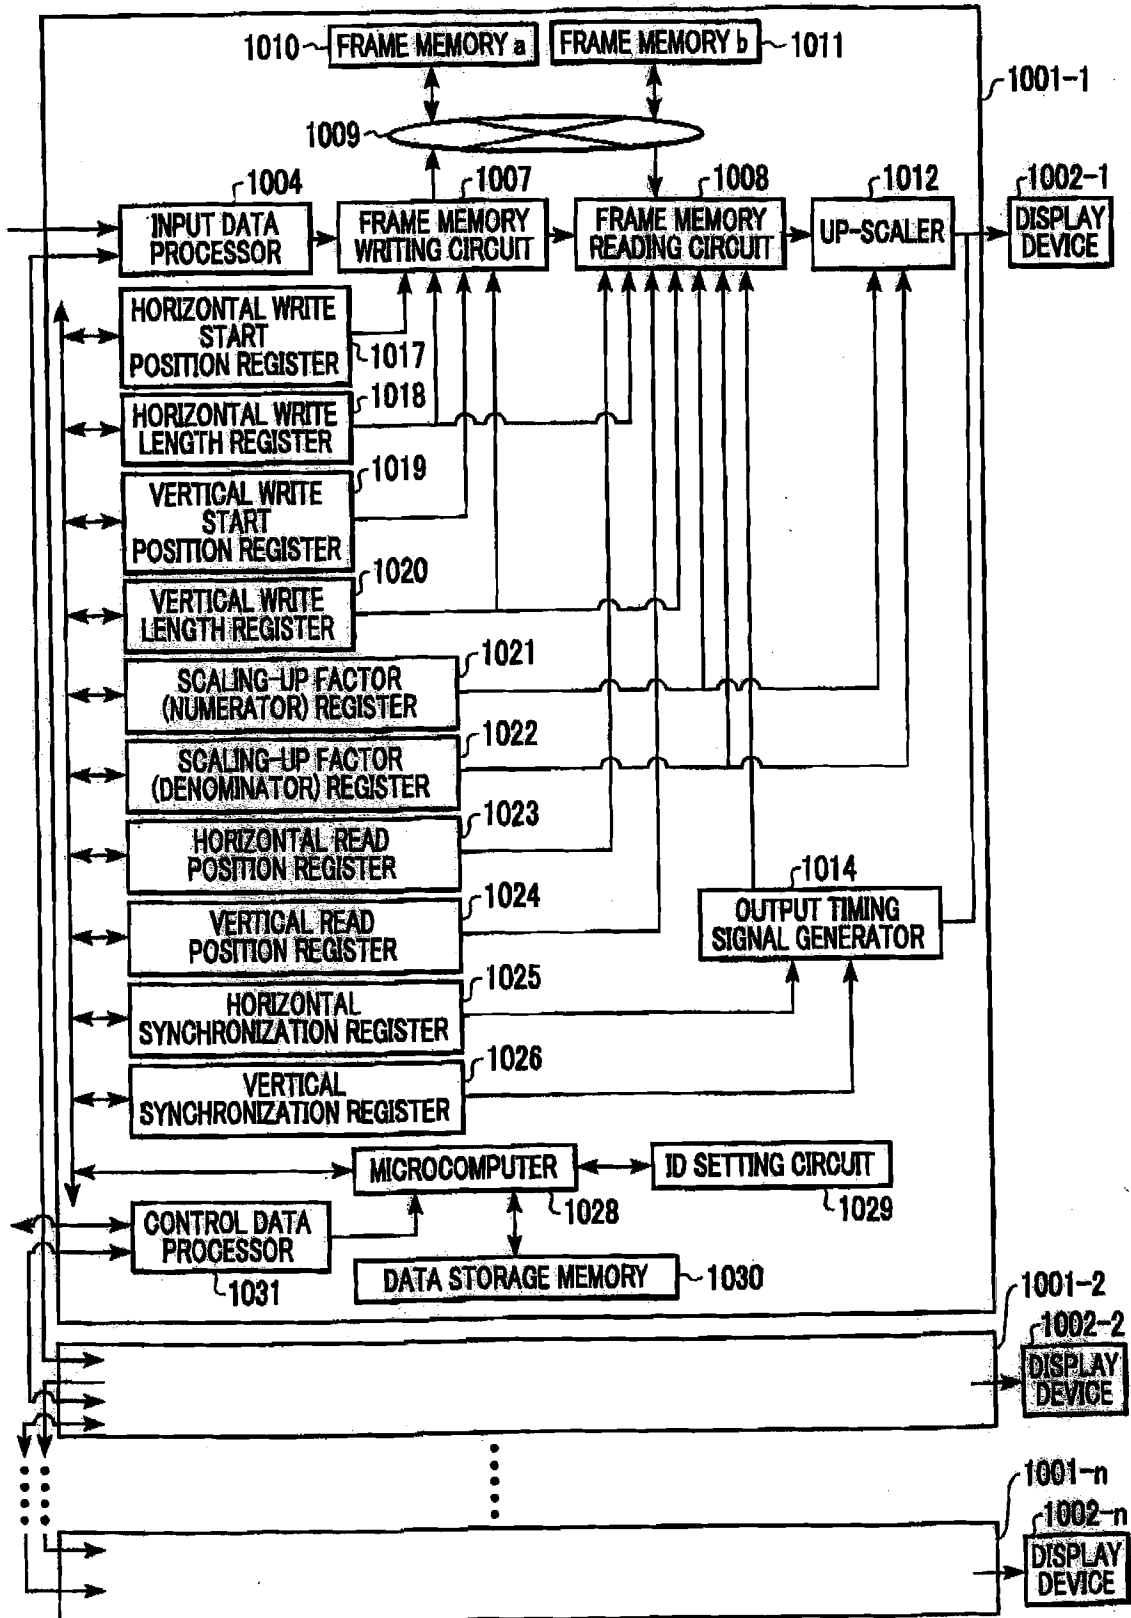 1010
FRAME MEMORY a
FRAME MEMORY b
1011
1001-1
1009
1004
1007
1008
1012
1002-1
INPUT DATA
PROCESSOR
FRAME MEMORY
WRITING CIRCUIT
FRAME MEMORY
READING CIRCUIT
UP-SCALER
DISPLAY
DEVICE
HORIZONTAL WRITE
START
POSITION REGISTER
1017
1018
HORIZONTAL WRITE
LENGTH REGISTER
1019
VERTICAL WRITE
START
POSITION REGISTER
1020
VERTICAL WRITE
LENGTH REGISTER
1021
SCALING-UP FACTOR
(NUMERATOR) REGISTER
1022
SCALING-UP FACTOR
(DENOMINATOR) REGISTER
1023
HORIZONTAL READ
POSITION REGISTER
1014
OUTPUT TIMING
SIGNAL GENERATOR
1024
VERTICAL READ
POSITION REGISTER
1025
HORIZONTAL
SYNCHRONIZATION REGISTER
1026
VERTICAL
SYNCHRONIZATION REGISTER
MICROCOMPUTER
1028
ID SETTING CIRCUIT
1029
CONTROL DATA
PROCESSOR
1031
DATA STORAGE MEMORY
1030
1001-2
1002-2
DISPLAY
DEVICE
1001-n
1002-n
DISPLAY
DEVICE